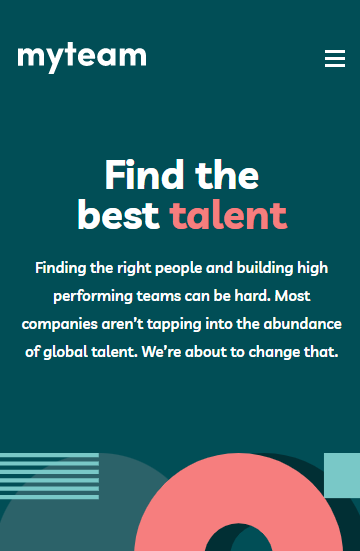 myteam
Find the
best talent
Finding the right people and building high
performing teams can be hard. Most
companies aren't tapping into the abundance
of global talent. We're about to change that.